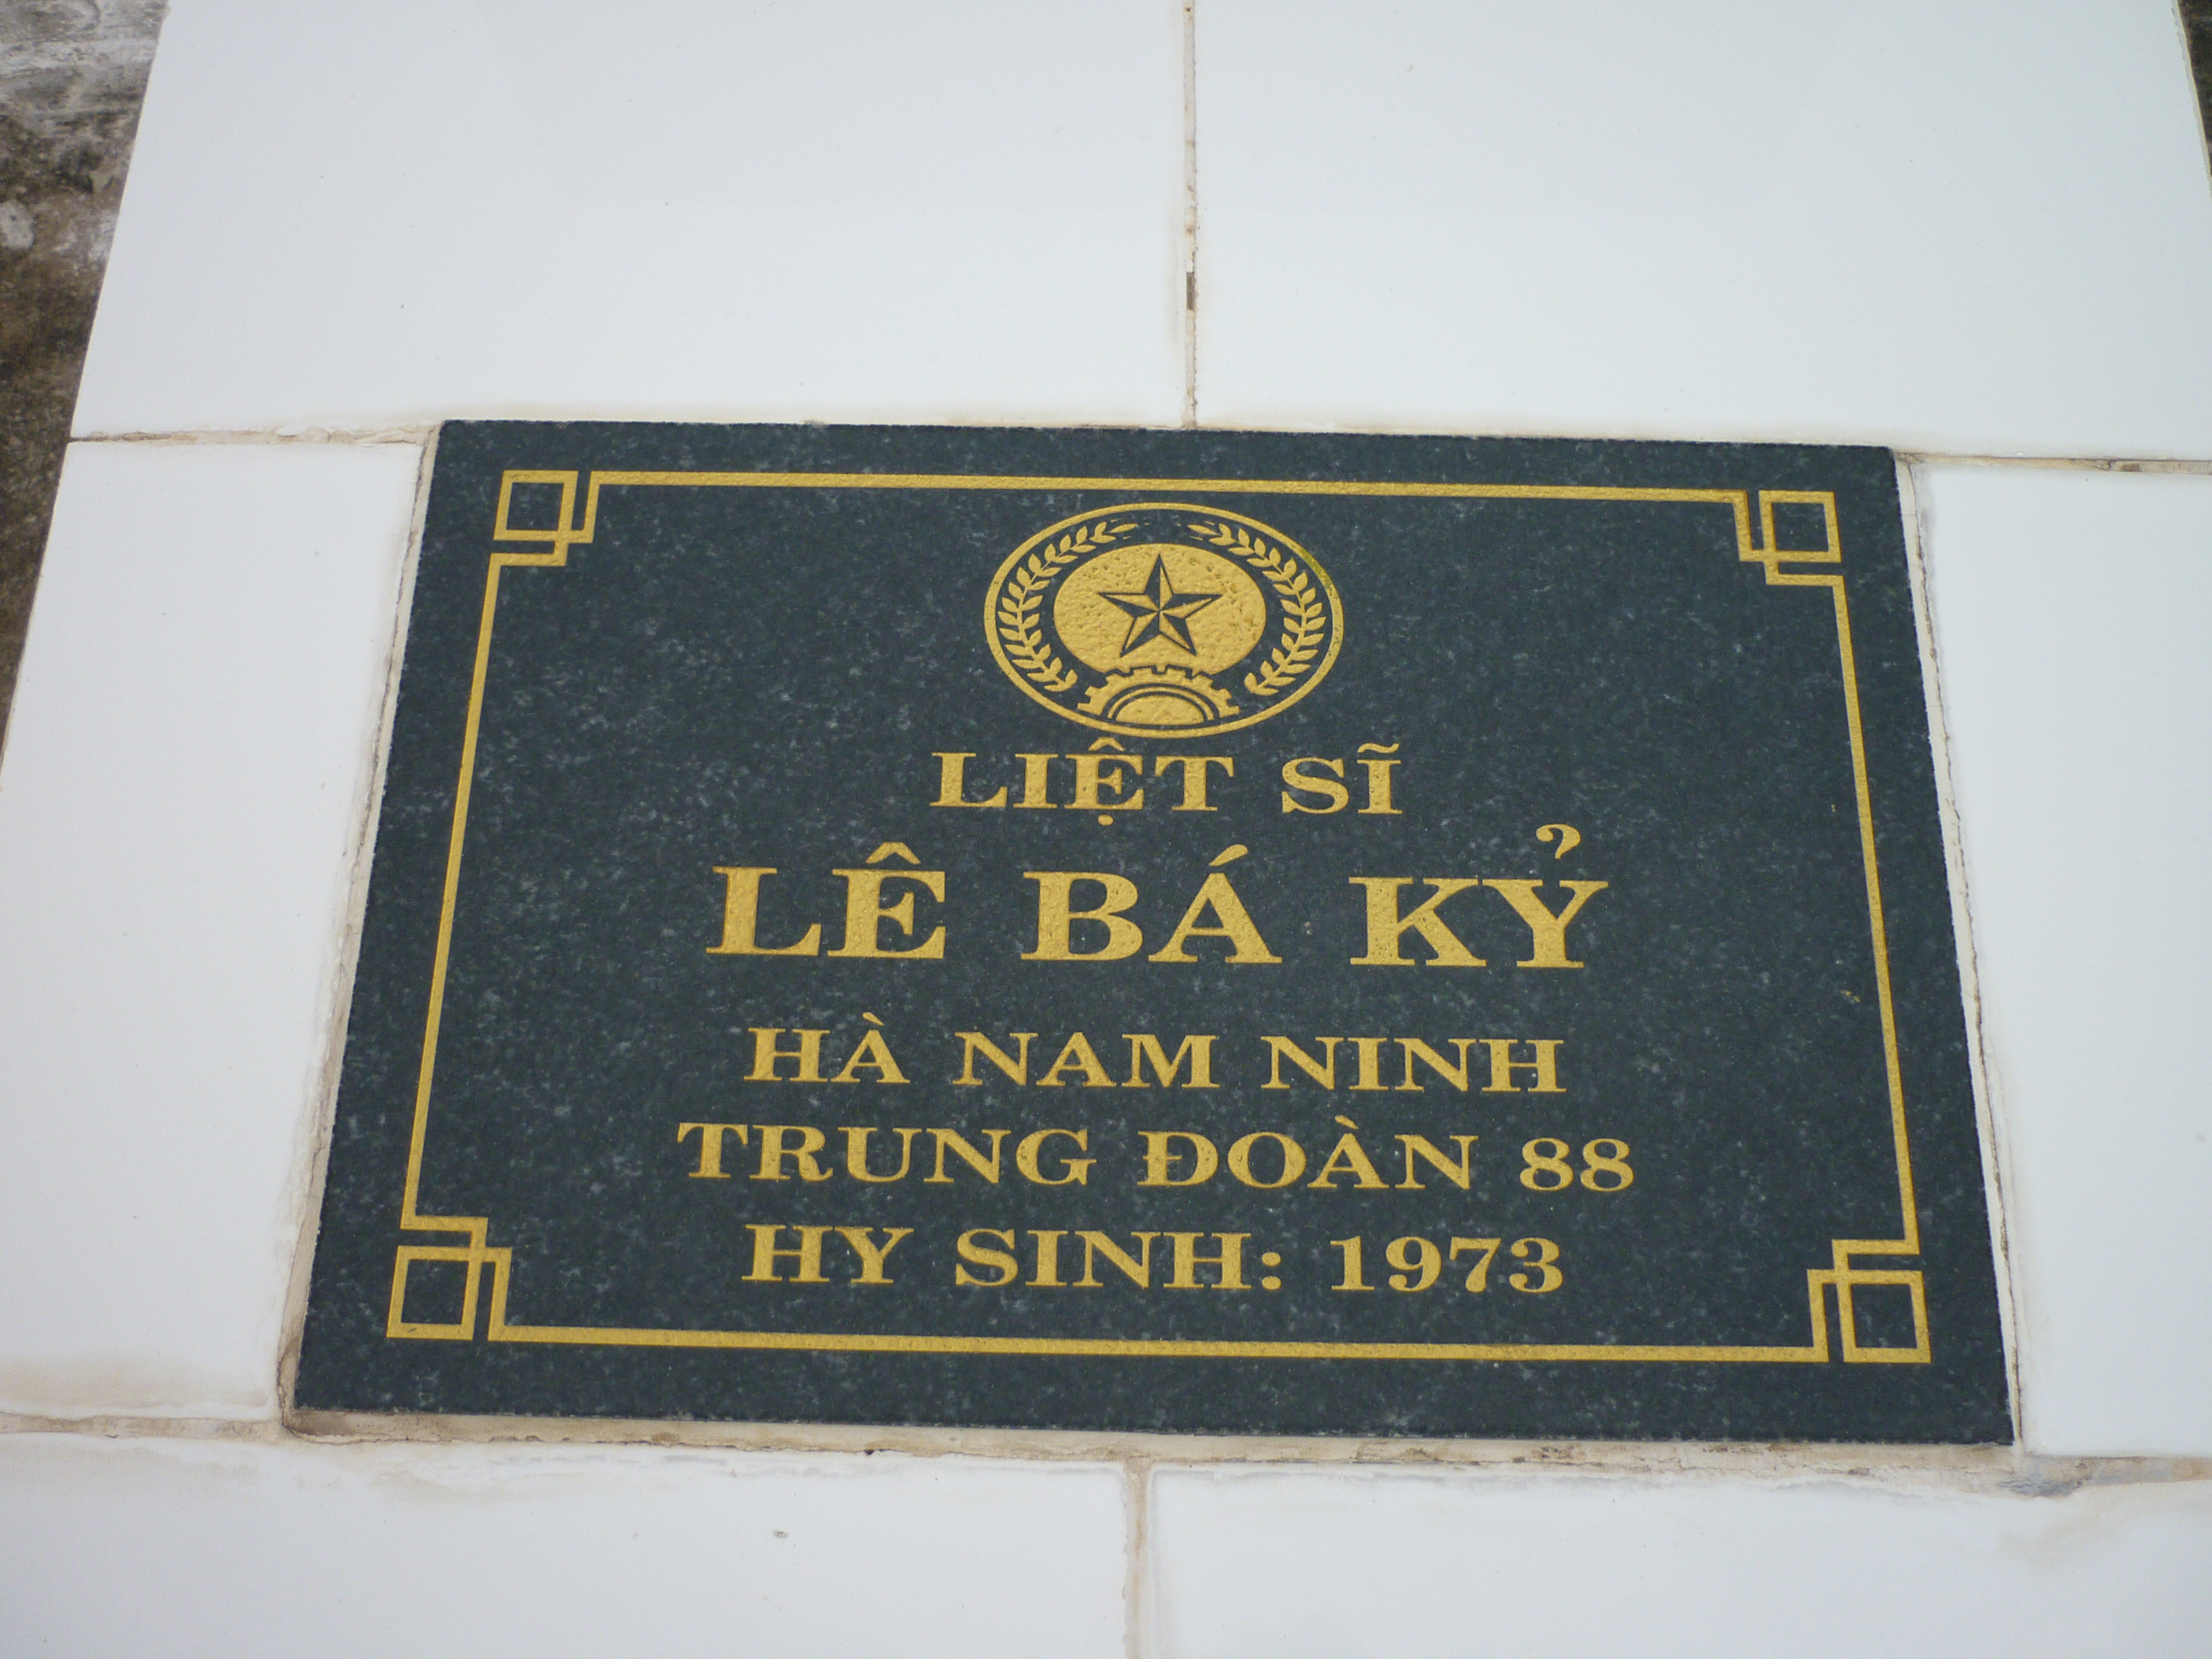 LIỆT SĨ
LÊ BÁ KỶ
HÀ NAM NINH
TRUNG ĐOÀN 88
HY SINH: 1973